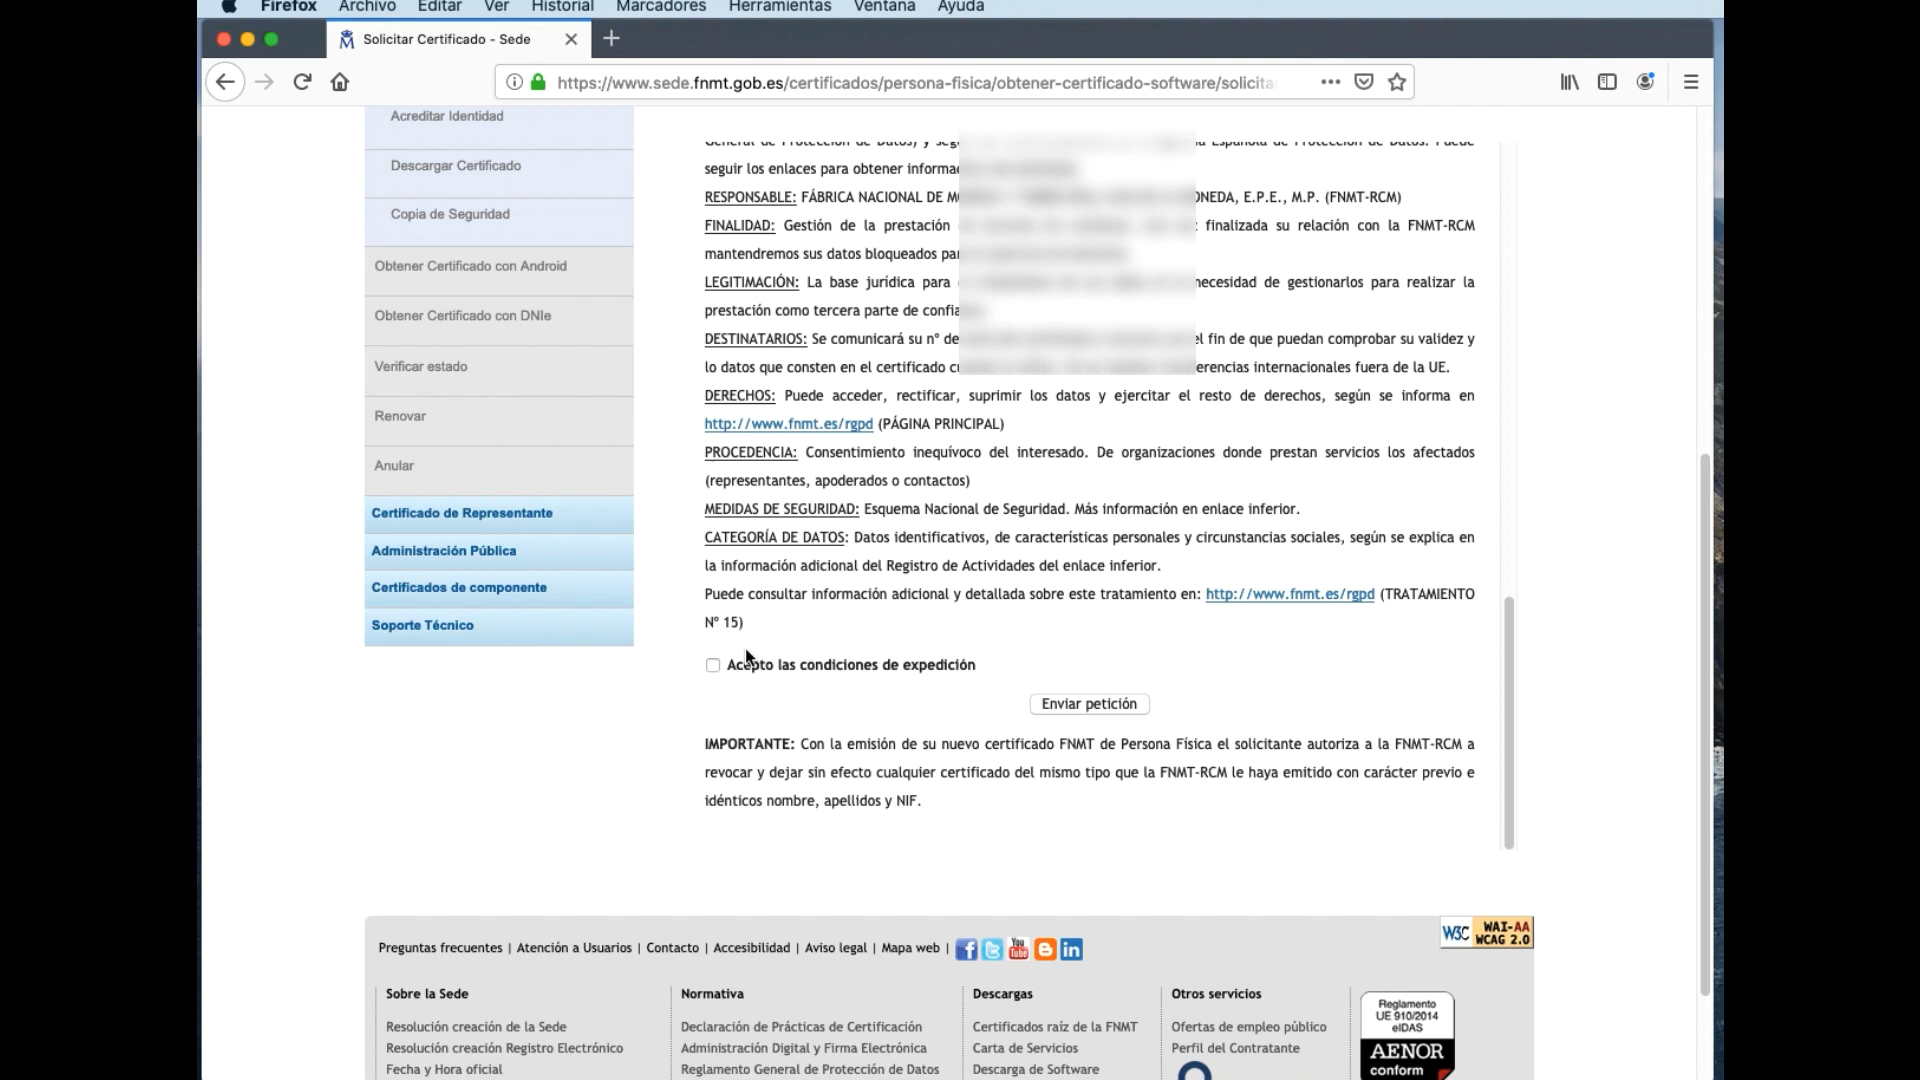 Firefox Archivo Editar Ver Historial Marcadores Herramientas Ventana Ayuda
Solicitar Certificado - Sede
https://www.sede.fnmt.gob.es/certificados/persona-fisica/obtener-certificado-software/solicita
Acreditar Identidad
Descargar Certificado
Copia de Seguridad
Obtener Certificado con Android
Obtener Certificado con DNIe
Verificar estado
Renovar
Anular
Certificado de Representante
Administración Pública
Certificados de componente
Soporte Técnico
General de Protección de Datos) y Española de Protección de Datos. Puede
seguir los enlaces para obtener
RESPONSABLE: FÁBRICA NACIONAL DE E.P.E., M.P. (FNMT-RCM)
FINALIDAD: Gestión de la prestación finalizada su relación con la FNMT-RCM
mantendremos sus datos bloqueados
LEGITIMACIÓN: La base jurídica para necesidad de gestionarlos para realizar la
prestación como tercera parte de
DESTINATARIOS: Se comunicará su nº de el fin de que puedan comprobar su validez y
lo datos que consten en el certificado internacionales fuera de la UE.
DERECHOS: Puede acceder, rectificar, suprimir los datos y ejercitar el resto de derechos, según se informa en
http://www.fnmt.es/rgpd (PÁGINA PRINCIPAL)
PROCEDENCIA: Consentimiento inequívoco del interesado. De organizaciones donde prestan servicios los afectados
(representantes, apoderados o contactos)
MEDIDAS DE SEGURIDAD: Esquema Nacional de Seguridad. Más información en enlace inferior.
CATEGORÍA DE DATOS: Datos identificativos, de características personales y circunstancias sociales, según se explica en
la información adicional del Registro de Actividades del enlace inferior.
Puede consultar información adicional y detallada sobre este tratamiento en: http://www.fnmt.es/rgpd (TRATAMIENTO
Nº 15)
Acepto las condiciones de expedición
Enviar petición
IMPORTANTE: Con la emisión de su nuevo certificado FNMT de Persona Física el solicitante autoriza a la FNMT-RCM a
revocar y dejar sin efecto cualquier certificado del mismo tipo que la FNMT-RCM le haya emitido con carácter previo e
idénticos nombre, apellidos y NIF.
W3C WAI-AA
WCAG 2.0
Preguntas frecuentes | Atención a Usuarios | Contacto | Accesibilidad | Aviso legal | Mapa web |
You
Tube
in
Sobre la Sede
Resolución creación de la Sede
Resolución creación Registro Electrónico
Fecha y Hora oficial
Normativa
Declaración de Prácticas de Certificación
Administración Digital y Firma Electrónica
Reglamento General de Protección de Datos
Descargas
Certificados raíz de la FNMT
Carta de Servicios
Descarga de Software
Otros servicios
Ofertas de empleo público
Perfil del Contratante
Reglamento
UE 910/2014
eIDAS
AENOR
conform